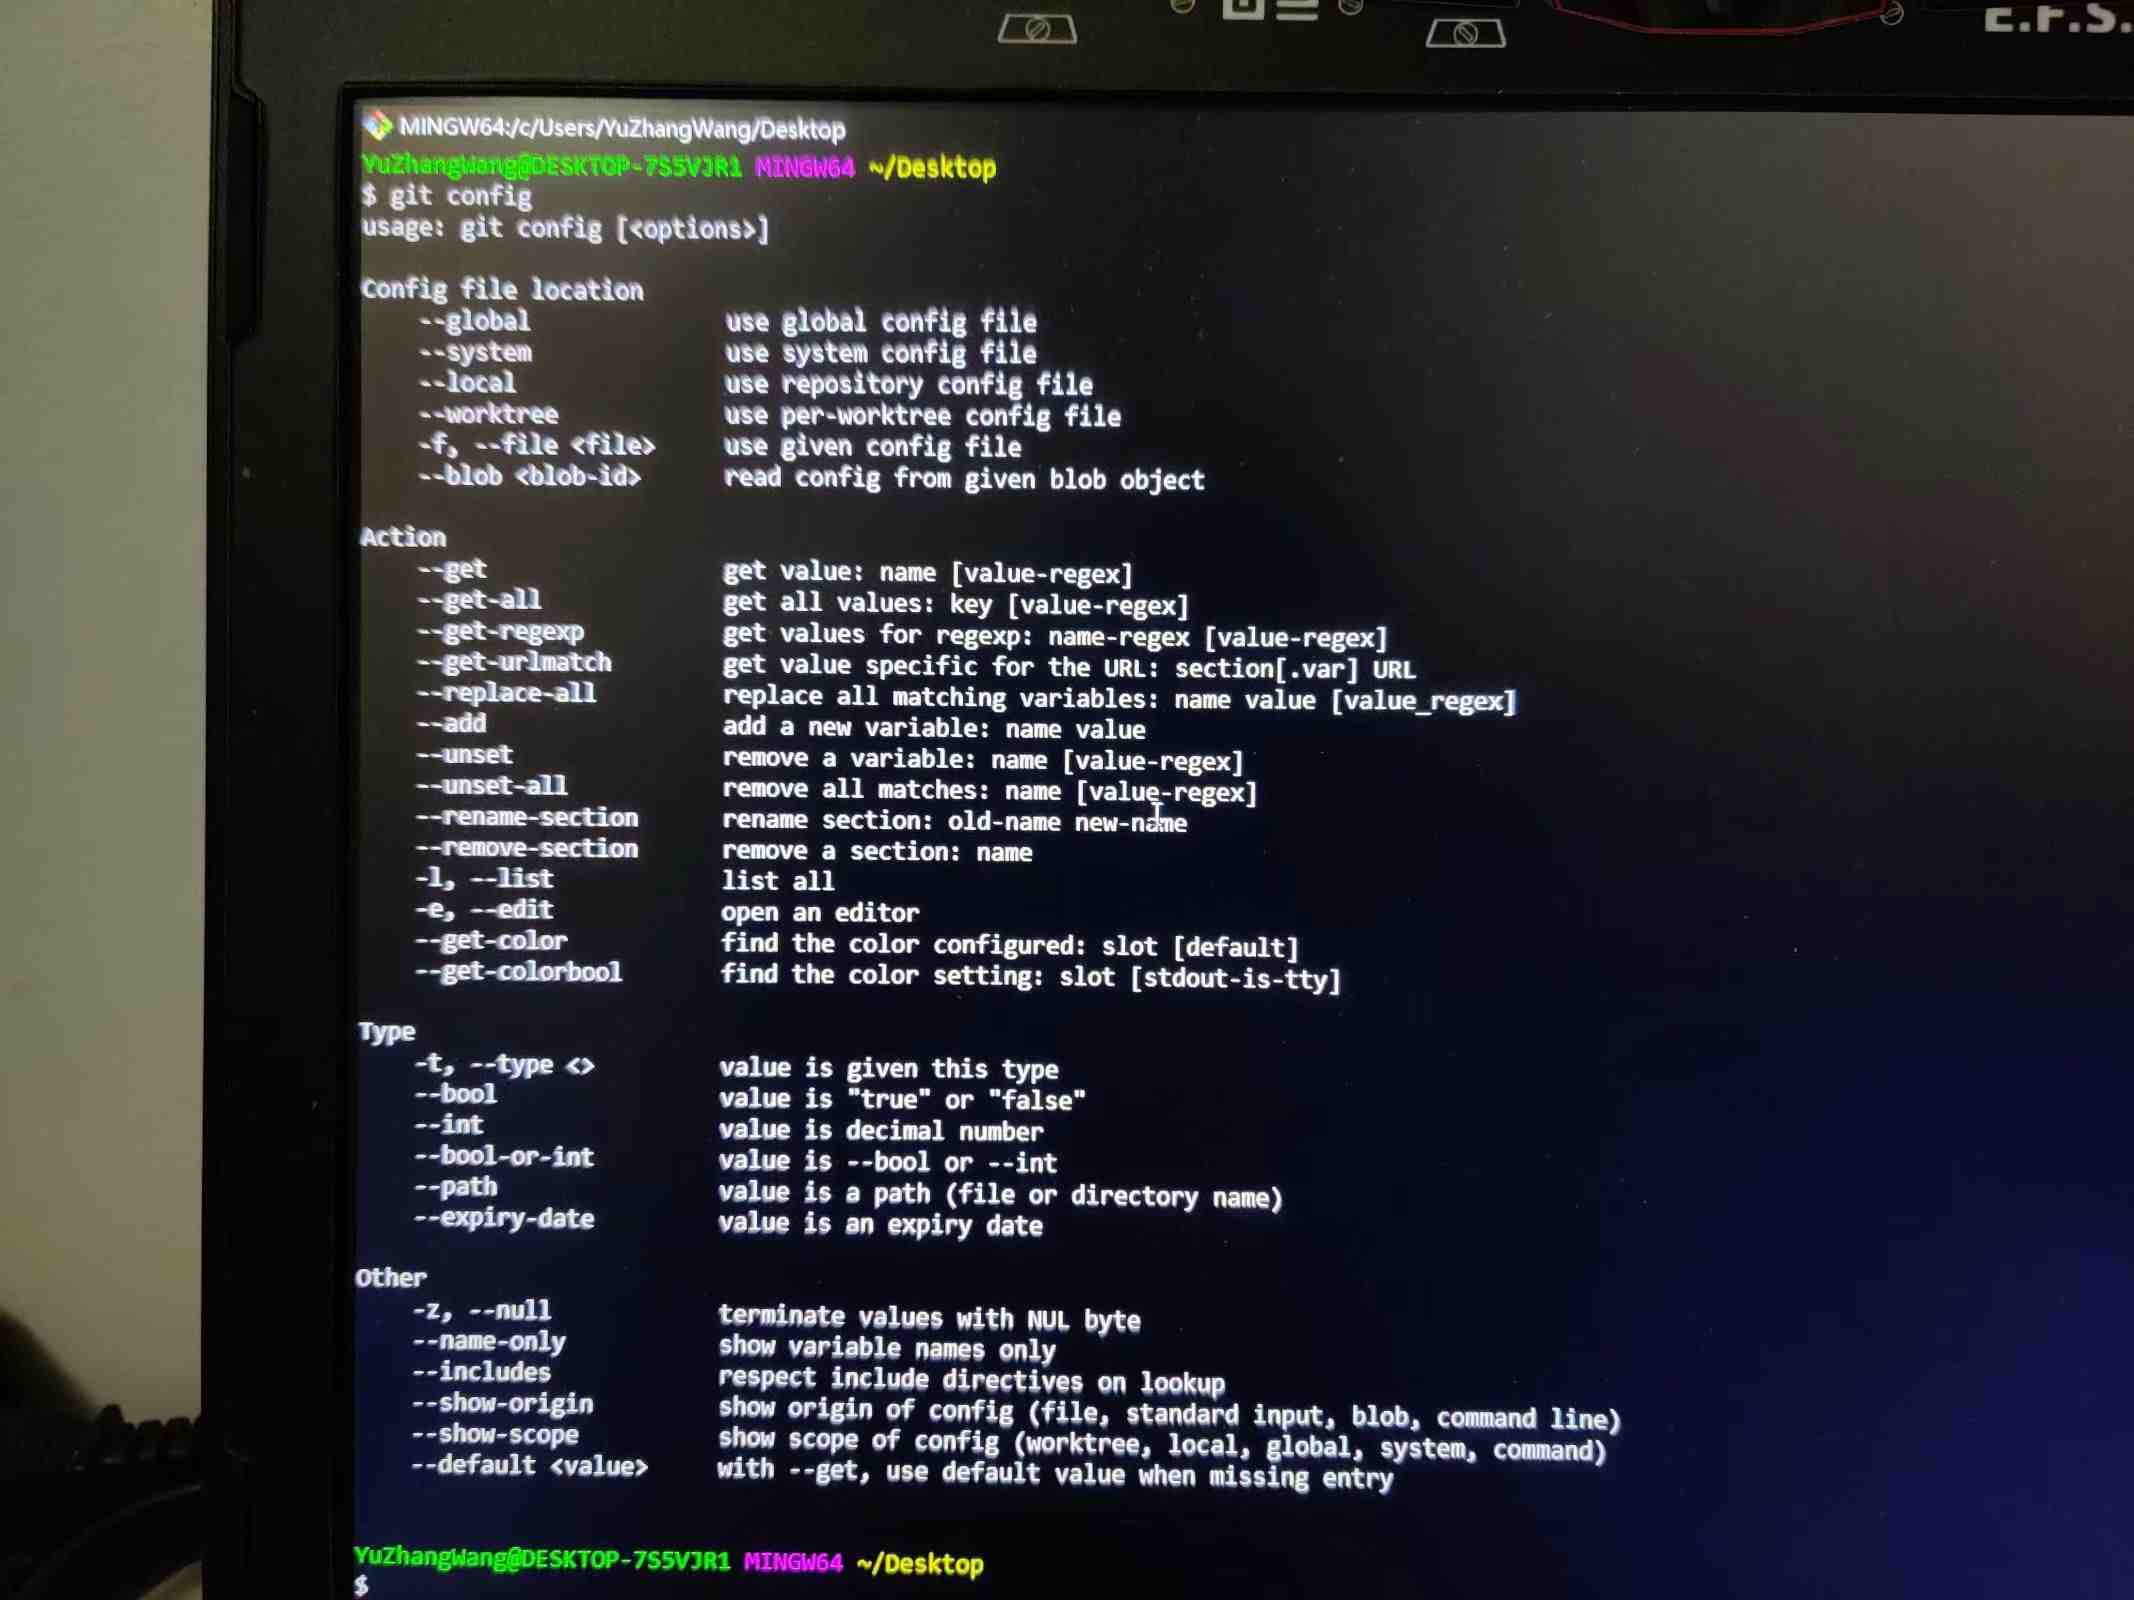 E.F.S.
MINGW64:/c/Users/YuZhangWang/Desktop
YuZhangWang@DESKTOP-7S5VJR1 MINGW64 ~/Desktop
$ git config
usage: git config [<options>]
Config file location
--global use global config file
--system use system config file
--local use repository config file
--worktree use per-worktree config file
-f, --file <file> use given config file
--blob <blob-id> read config from given blob object
Action
--get get value: name [value-regex]
--get-all get all values: key [value-regex]
--get-regexp get values for regexp: name-regex [value-regex]
--get-urlmatch get value specific for the URL: section[.var] URL
--replace-all replace all matching variables: name value [value_regex]
--add add a new variable: name value
--unset remove a variable: name [value-regex]
--unset-all remove all matches: name [value-regex]
--rename-section rename section: old-name new-name
--remove-section remove a section: name
-l, --list list all
-e, --edit open an editor
--get-color find the color configured: slot [default]
--get-colorbool find the color setting: slot [stdout-is-tty]
Type
-t, --type <> value is given this type
--bool value is "true" or "false"
--int value is decimal number
--bool-or-int value is --bool or --int
--path value is a path (file or directory name)
--expiry-date value is an expiry date
Other
-z, --null terminate values with NUL byte
--name-only show variable names only
--includes respect include directives on lookup
--show-origin show origin of config (file, standard input, blob, command line)
--show-scope show scope of config (worktree, local, global, system, command)
--default <value> with --get, use default value when missing entry
YuZhangWang@DESKTOP-7S5VJR1 MINGW64 ~/Desktop
$